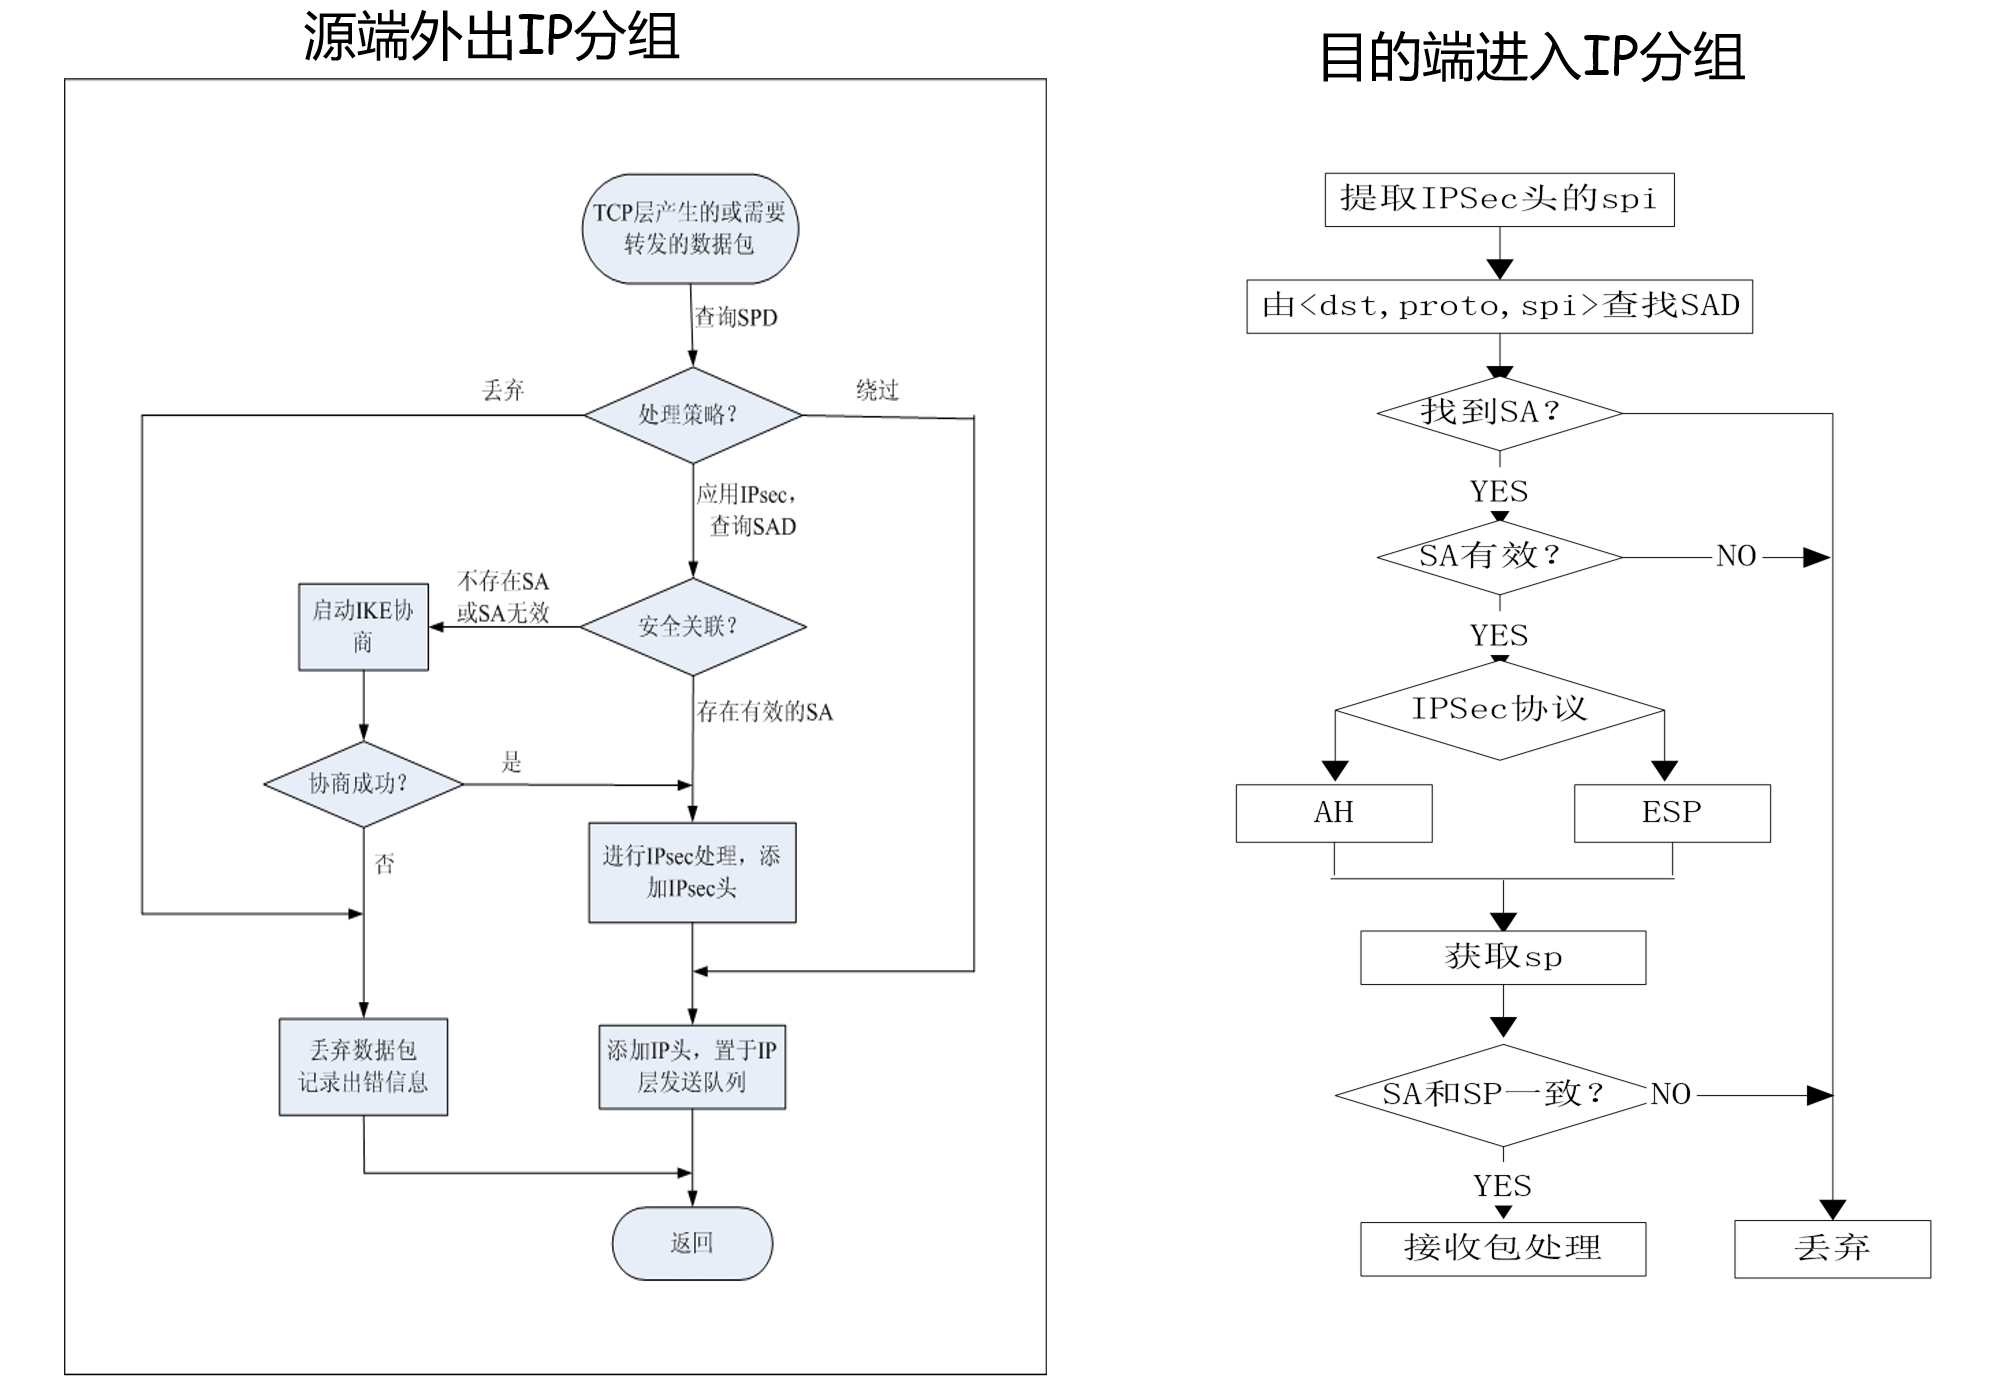 源端外出IP分组
TCP层产生的或需要
转发的数据包
查询SPD
丢弃
处理策略?
绕过
应用IPsec,
查询SAD
不存在SA
或SA无效
启动IKE协
商
安全关联?
存在有效的SA
协商成功?
是
否
进行IPsec处理,添
加IPsec头
丢弃数据包
记录出错信息
添加IP头,置于IP
层发送队列
返回
目的端进入IP分组
提取IPSec头的spi
由<dst,proto,spi>查找SAD
找到SA?
YES
SA有效?
NO
YES
IPSec协议
AH
ESP
获取sp
SA和SP一致?
NO
YES
接收包处理
丢弃